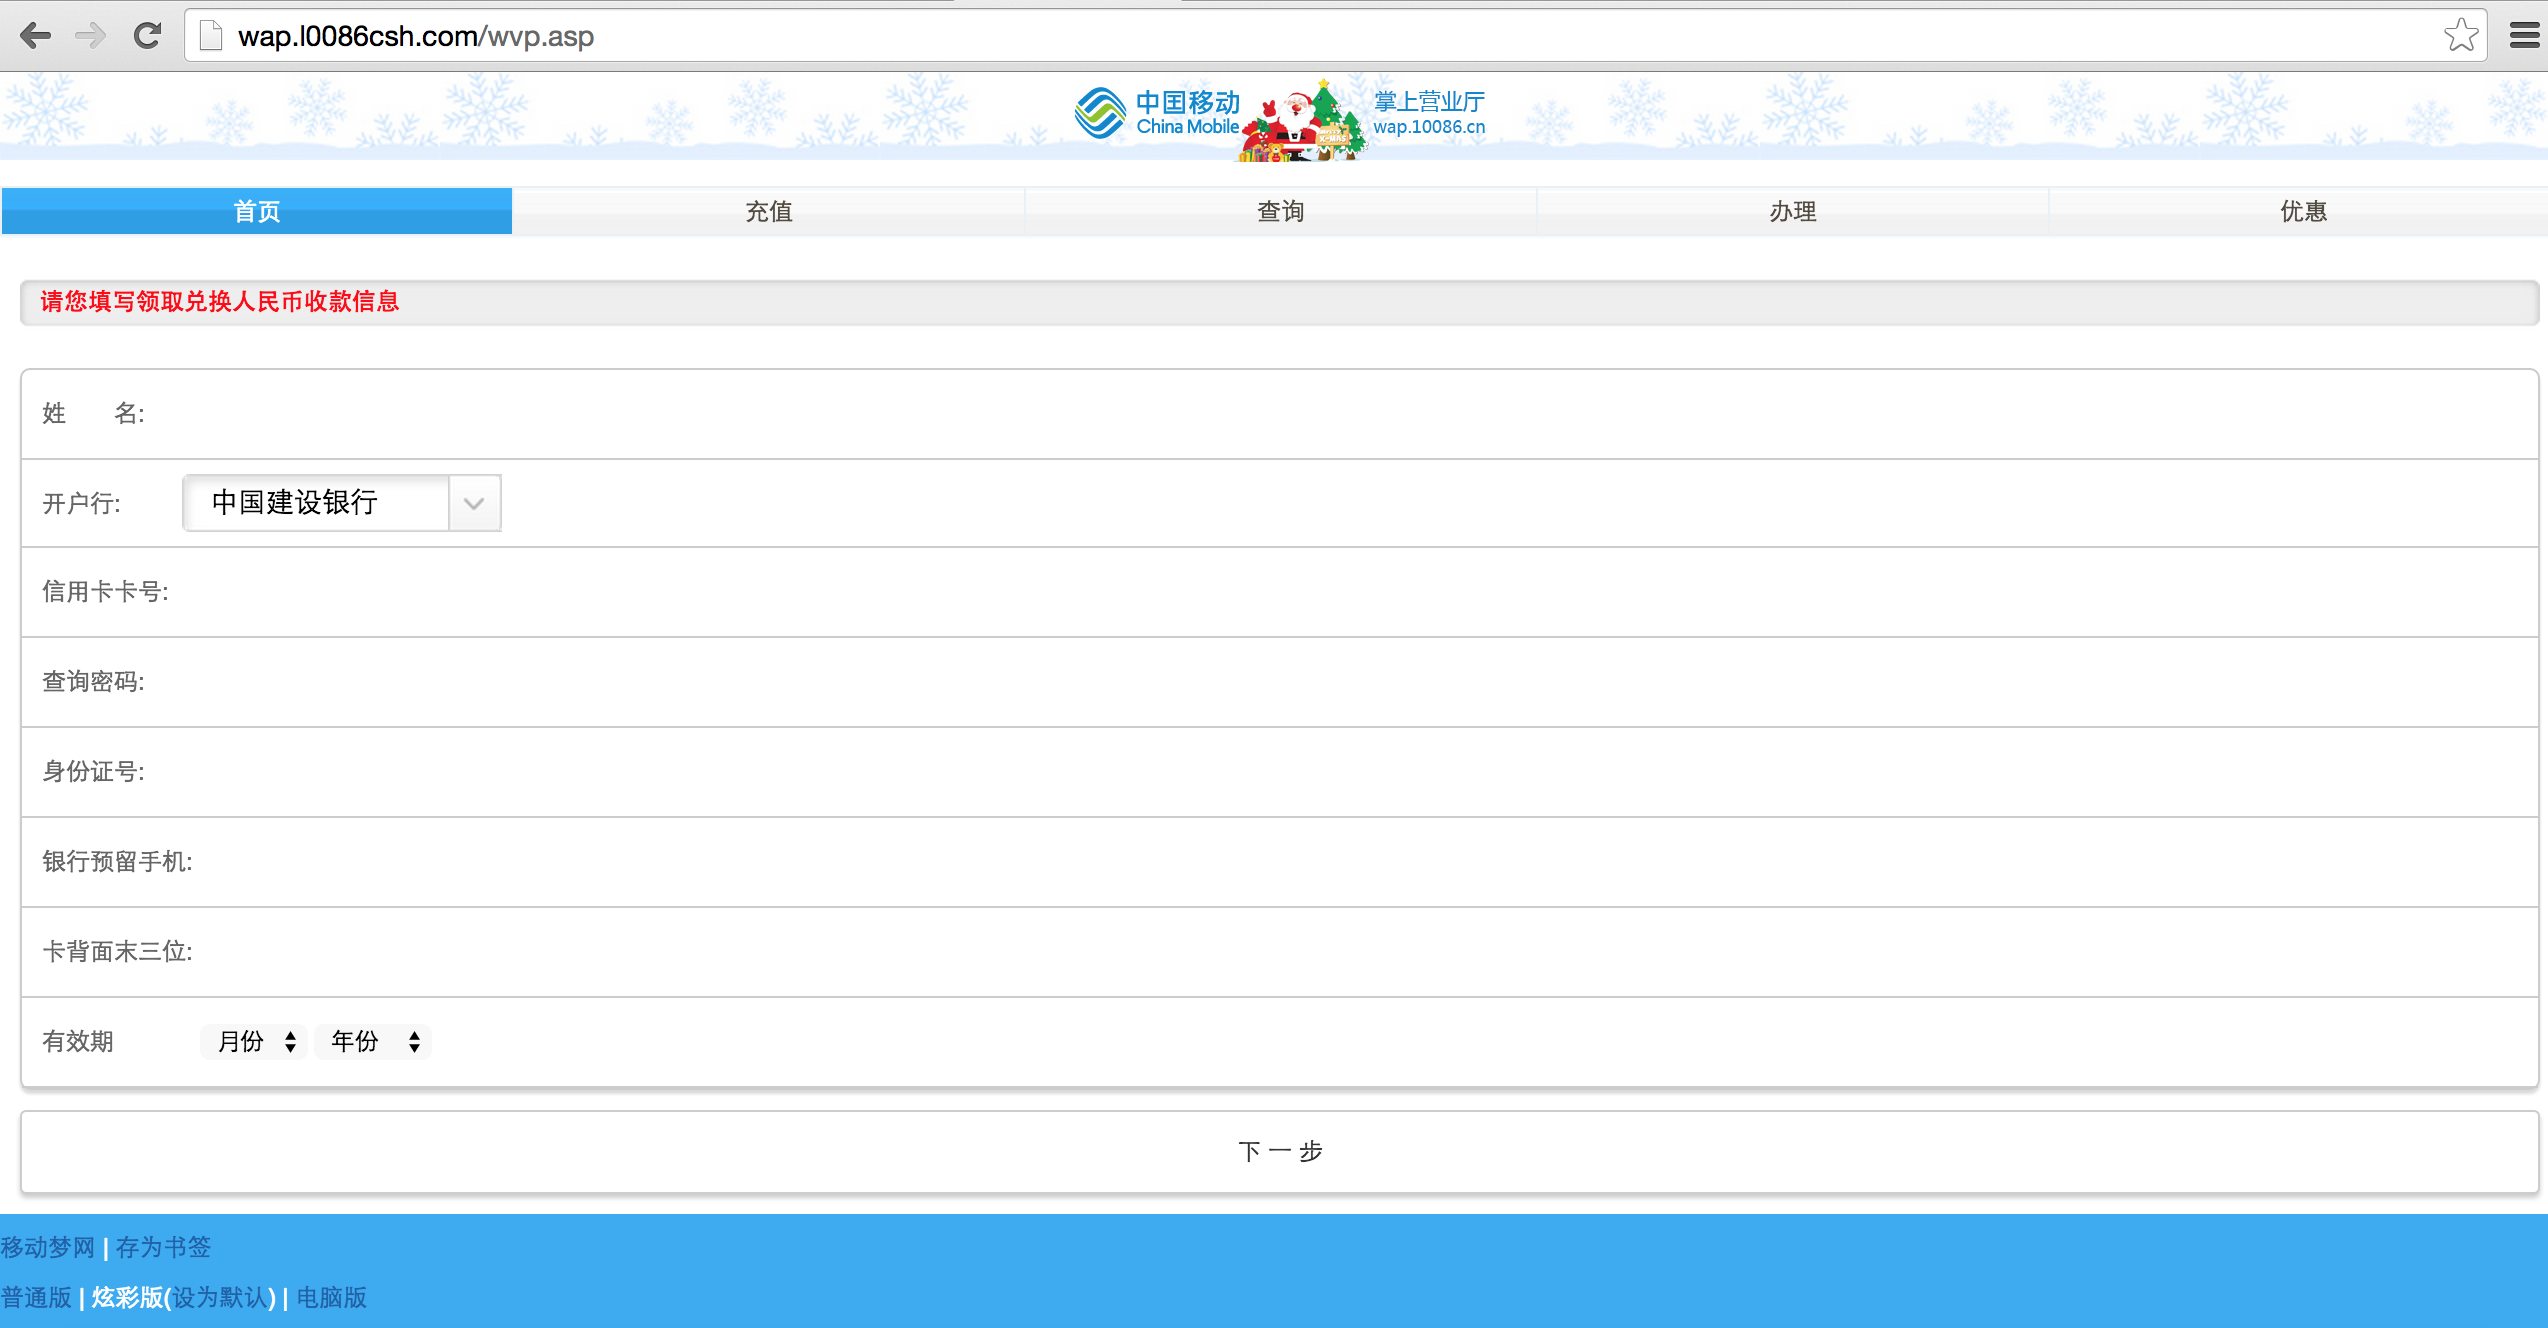 wap.l0086csh.com/wvp.asp
中国移动
China Mobile
掌上营业厅
wap.10086.cn
首页 充值 查询 办理 优惠
请您填写领取兑换人民币收款信息
姓 名:
开户行: 中国建设银行
信用卡卡号:
查询密码:
身份证号:
银行预留手机:
卡背面末三位:
有效期 月份 年份
下 一 步
移动梦网 | 存为书签
普通版 | 炫彩版(设为默认) | 电脑版